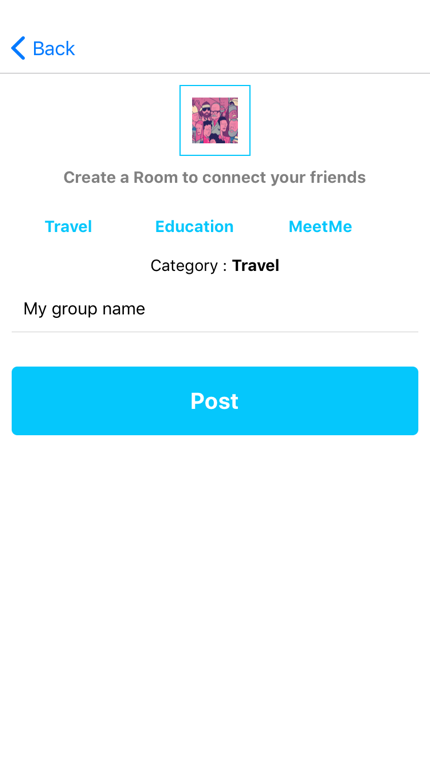 Back
Create a Room to connect your friends
Travel Education MeetMe
Category : Travel
My group name
Post